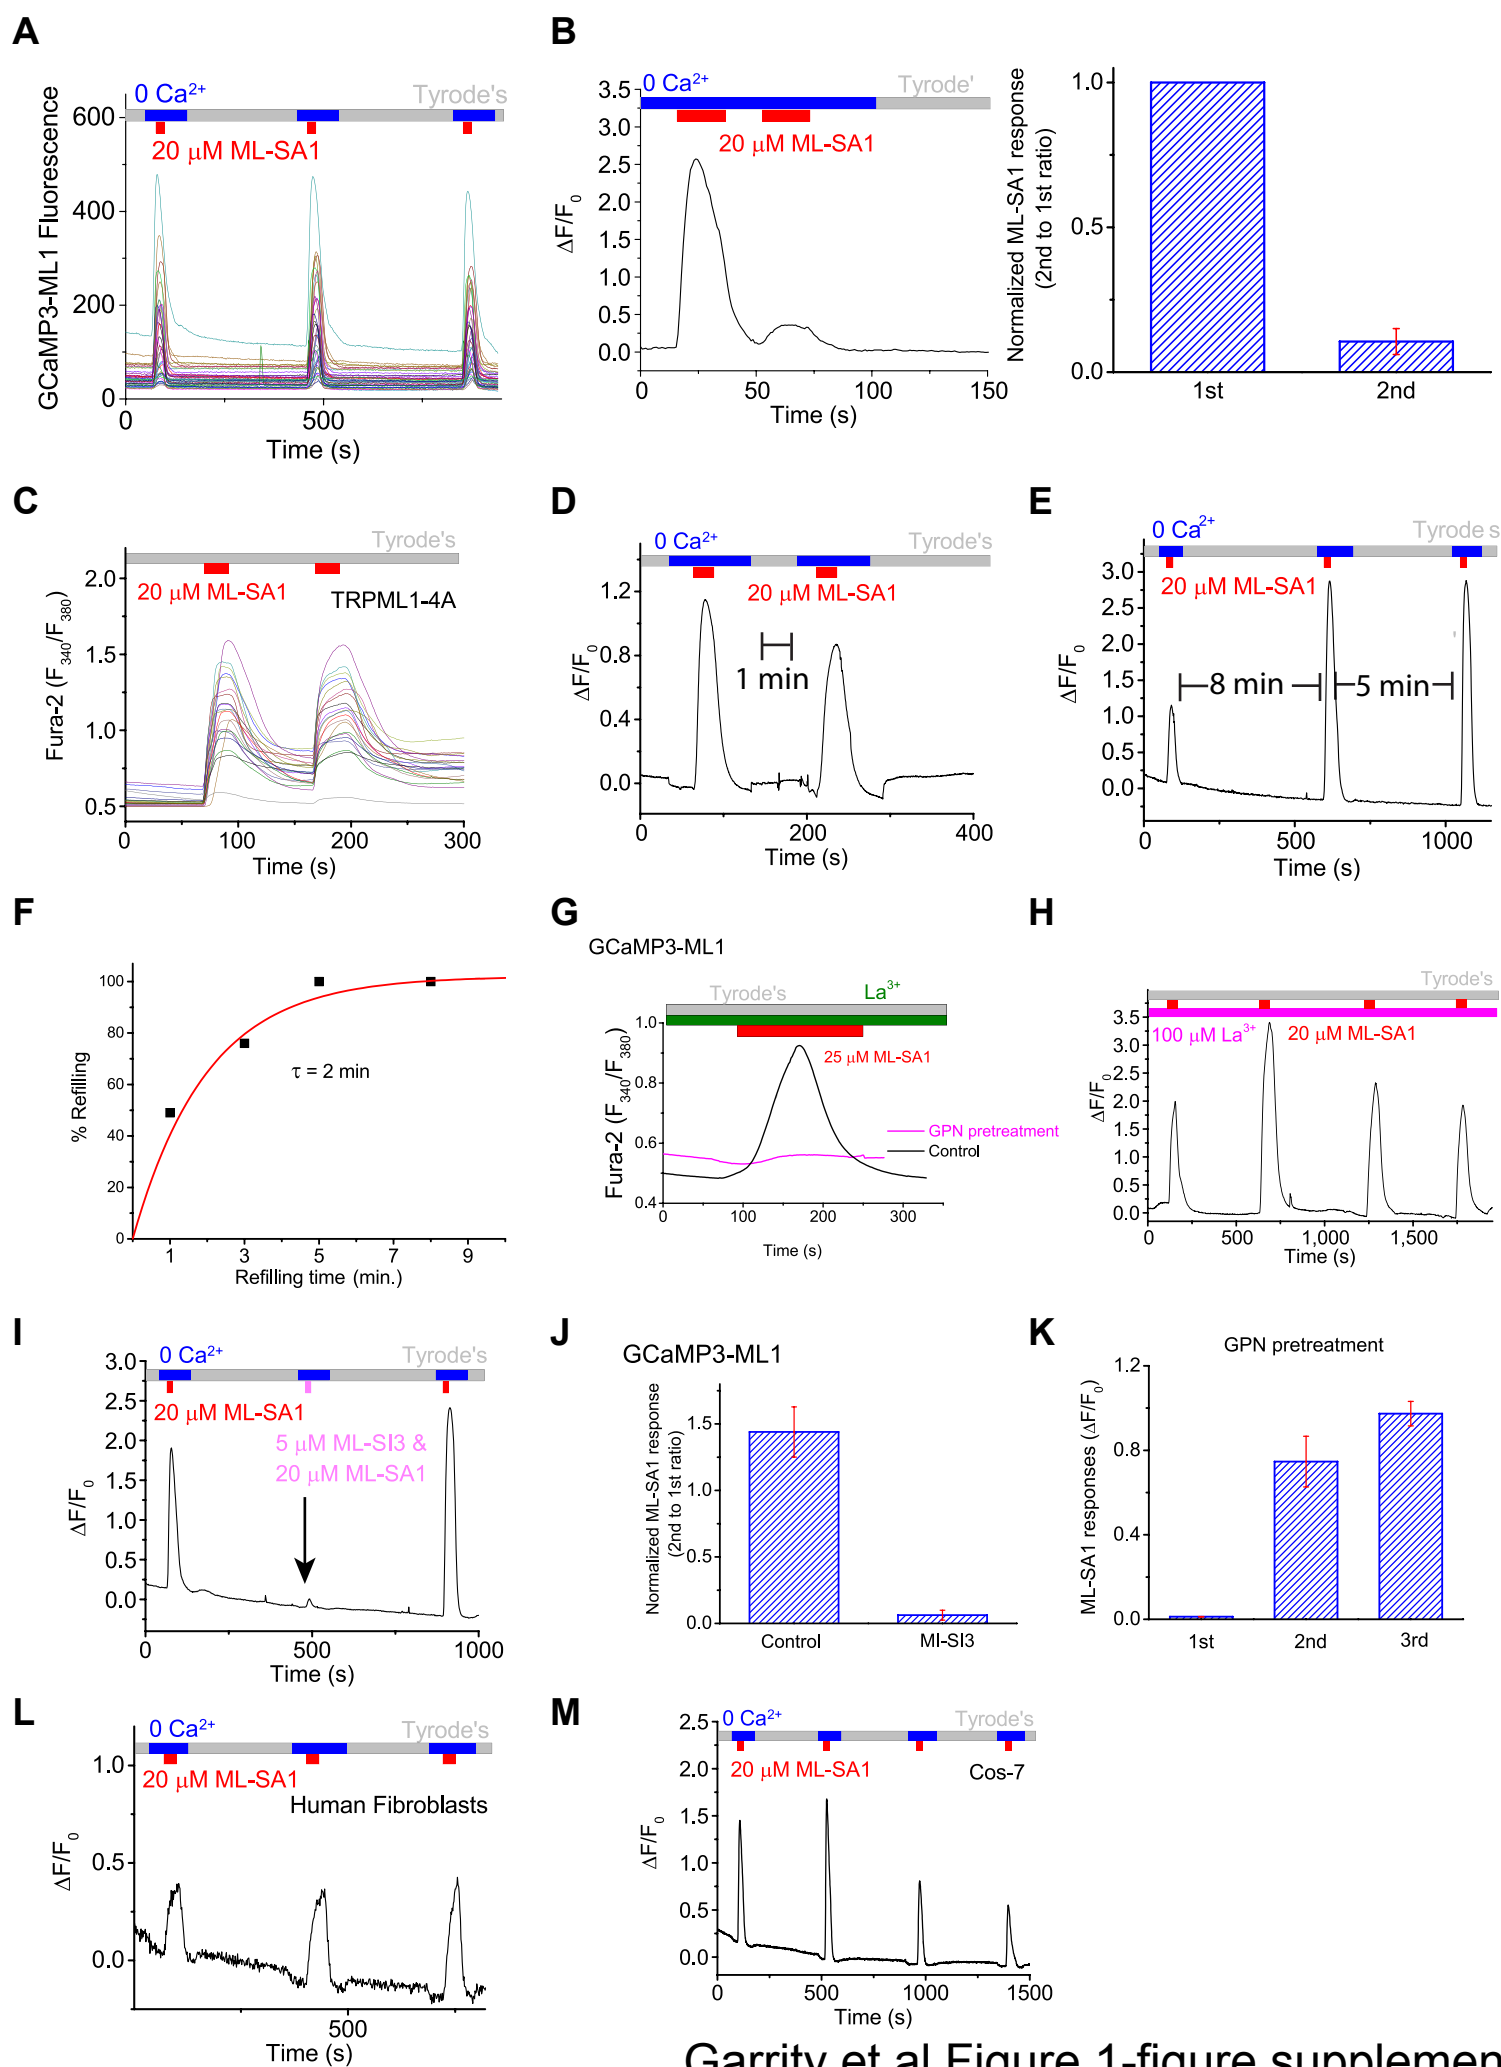 A
0 Ca2+
Tyrode's
20 μM ML-SA1
GCaMP3-ML1 Fluorescence
600
400
200
0
0
500
Time (s)
B
0 Ca2+
Tyrode'
20 μM ML-SA1
ΔF/F0
3.5
3.0
2.5
2.0
1.5
1.0
0.5
0.0
0
50
100
150
Time (s)
Normalized ML-SA1 response
(2nd to 1st ratio)
1.0
0.5
0.0
1st
2nd
C
Tyrode's
20 μM ML-SA1
TRPML1-4A
Fura-2 (F340/F380)
2.0
1.5
1.0
0.5
0
100
200
300
Time (s)
D
0 Ca2+
Tyrode's
20 μM ML-SA1
1 min
ΔF/F0
1.2
0.8
0.4
0.0
0
200
400
Time (s)
E
0 Ca2+
Tyrode s
20 μM ML-SA1
8 min
5 min
ΔF/F0
3.0
2.5
2.0
1.5
1.0
0.5
0.0
0
500
1000
Time (s)
F
% Refilling
100
80
60
40
20
0
τ = 2 min
1
3
5
7
9
Refilling time (min.)
G
GCaMP3-ML1
Tyrode's
La3+
25 μM ML-SA1
GPN pretreatment
Control
Fura-2 (F340/F380)
1.0
0.8
0.6
0.4
0
100
200
300
Time (s)
H
Tyrode's
100 μM La3+
20 μM ML-SA1
ΔF/F0
3.5
3.0
2.5
2.0
1.5
1.0
0.5
0.0
0
500
1,000
1,500
Time (s)
I
0 Ca2+
Tyrode's
20 μM ML-SA1
5 μM ML-SI3 &
20 μM ML-SA1
ΔF/F0
3.0
2.5
2.0
1.5
1.0
0.5
0.0
0
500
1000
Time (s)
J
GCaMP3-ML1
Normalized ML-SA1 response
(2nd to 1st ratio)
1.5
1.0
0.5
0.0
Control
MI-SI3
K
GPN pretreatment
ML-SA1 responses (ΔF/F0)
1.2
0.8
0.4
0.0
1st
2nd
3rd
L
0 Ca2+
Tyrode's
20 μM ML-SA1
Human Fibroblasts
ΔF/F0
1.0
0.5
0.0
500
Time (s)
M
0 Ca2+
Tyrode's
20 μM ML-SA1
Cos-7
ΔF/F0
2.5
2.0
1.5
1.0
0.5
0.0
0
500
1000
1500
Time (s)
Garrity et al Figure 1-figure supplemen